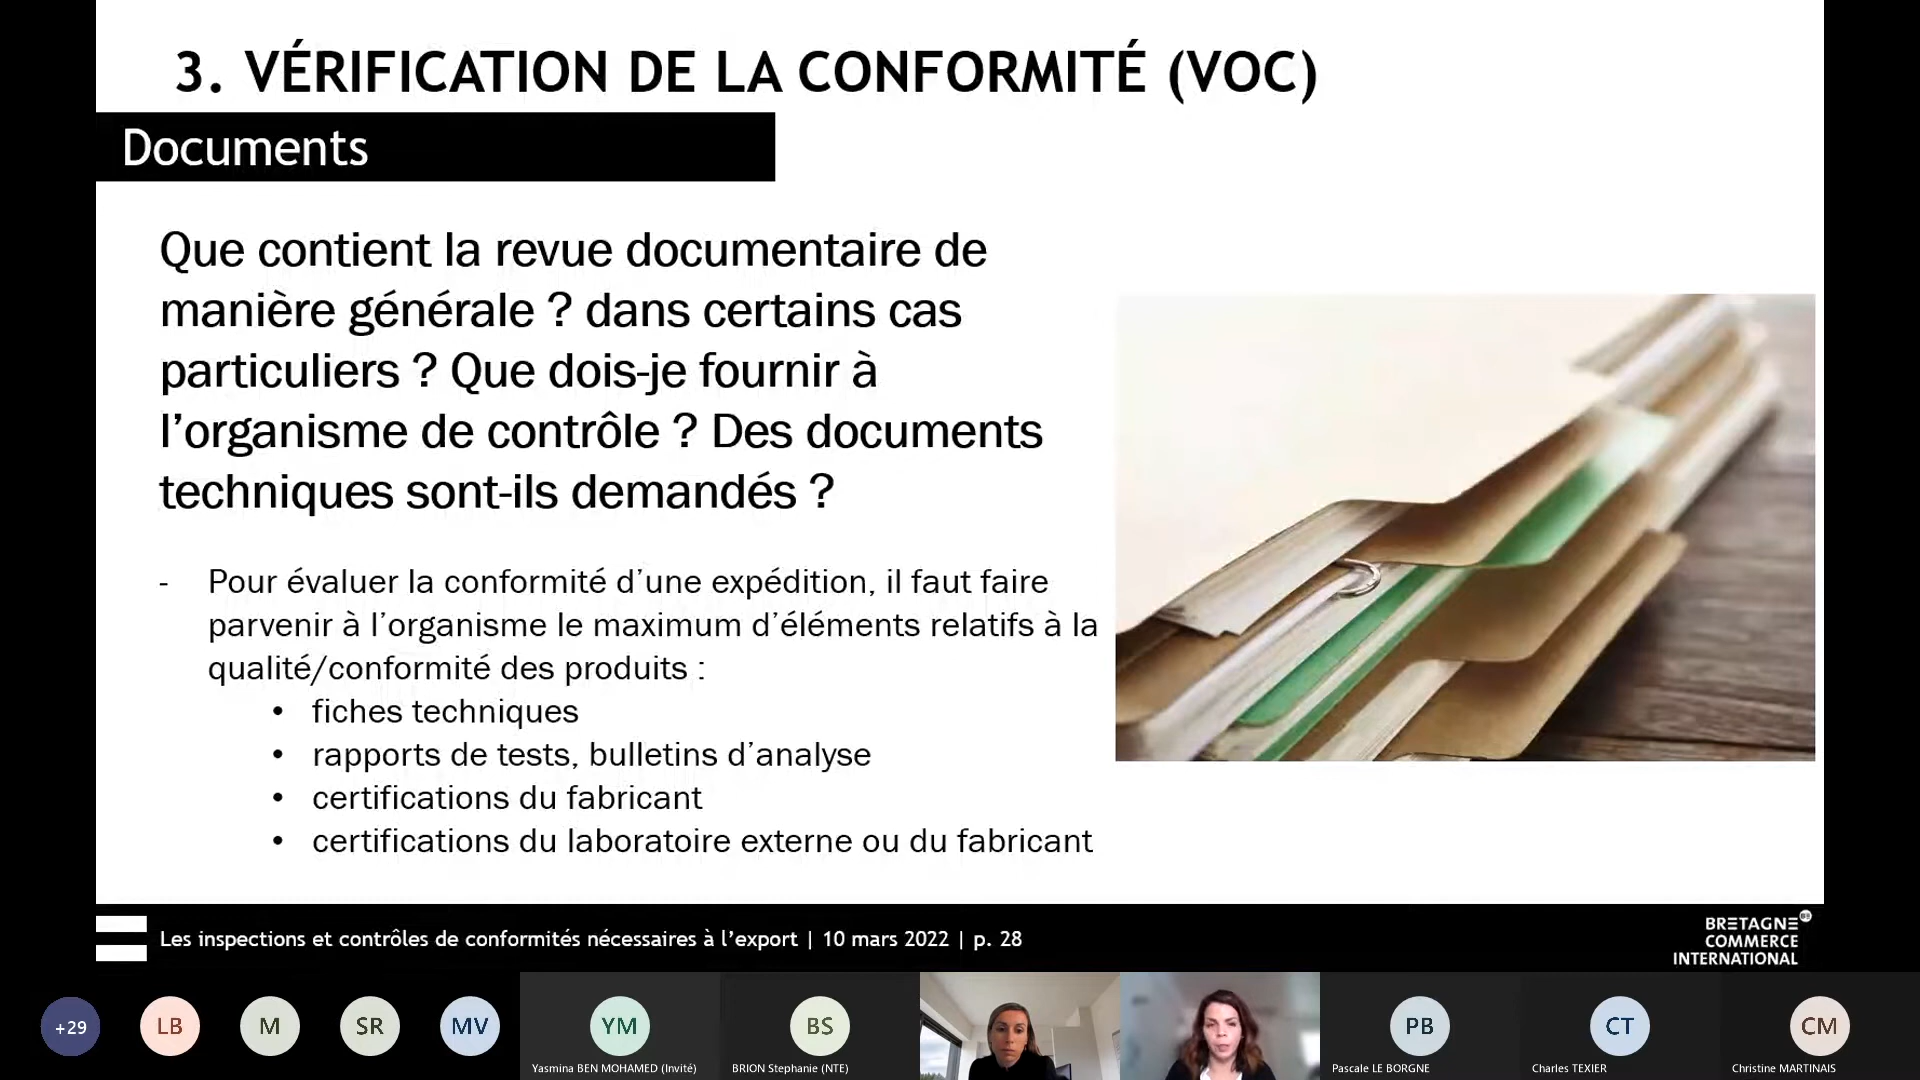 3. VÉRIFICATION DE LA CONFORMITÉ (VOC)
Documents
Que contient la revue documentaire de
manière générale ? dans certains cas
particuliers ? Que dois-je fournir à
l’organisme de contrôle ? Des documents
techniques sont-ils demandés ?
- Pour évaluer la conformité d’une expédition, il faut faire
parvenir à l’organisme le maximum d’éléments relatifs à la
qualité/conformité des produits :
• fiches techniques
• rapports de tests, bulletins d’analyse
• certifications du fabricant
• certifications du laboratoire externe ou du fabricant
Les inspections et contrôles de conformités nécessaires à l’export | 10 mars 2022 | p. 28
BRETAGNE
COMMERCE
INTERNATIONAL
+29
LB
M
SR
MV
YM
BS
PB
CT
CM
Yasmina BEN MOHAMED (Invité)
BRION Stephanie (NTE)
Pascale LE BORGNE
Charles TEXIER
Christine MARTINAIS